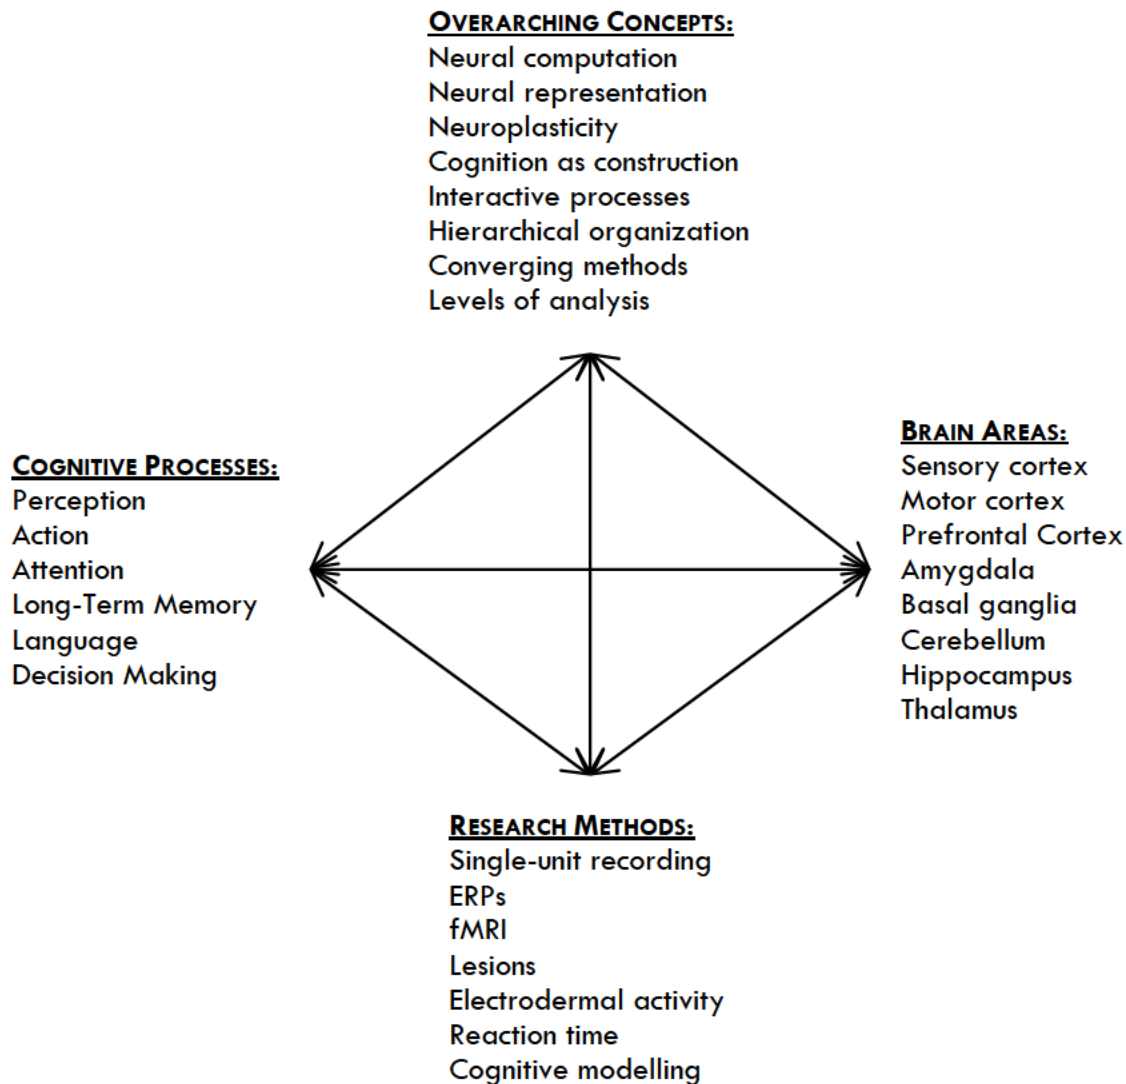 OVERARCHING CONCEPTS:
Neural computation
Neural representation
Neuroplasticity
Cognition as construction
Interactive processes
Hierarchical organization
Converging methods
Levels of analysis
COGNITIVE PROCESSES:
Perception
Action
Attention
Long-Term Memory
Language
Decision Making
BRAIN AREAS:
Sensory cortex
Motor cortex
Prefrontal Cortex
Amygdala
Basal ganglia
Cerebellum
Hippocampus
Thalamus
RESEARCH METHODS:
Single-unit recording
ERPs
fMRI
Lesions
Electrodermal activity
Reaction time
Cognitive modelling